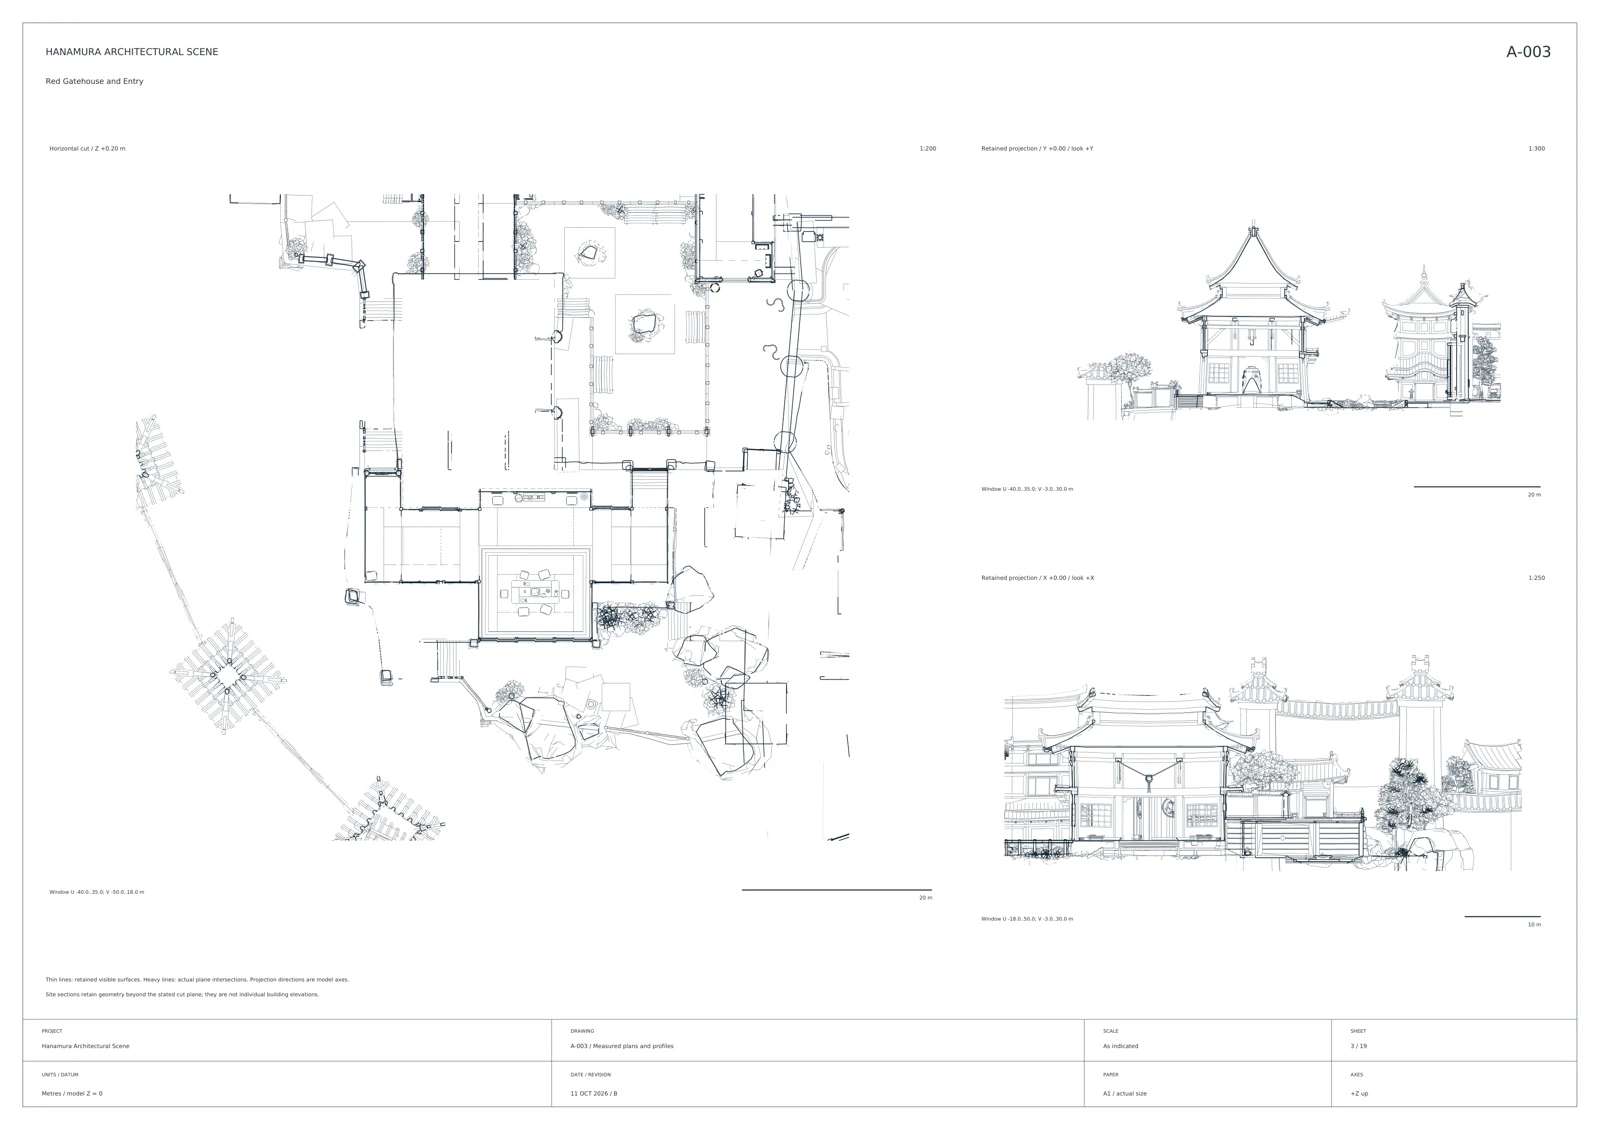 HANAMURA ARCHITECTURAL SCENE
A-003
Red Gatehouse and Entry
Horizontal cut / Z +0.20 m
1:200
Retained projection / Y +0.00 / look +Y
1:300
Window U -40.0..35.0; V -3.0..30.0 m
20 m
Retained projection / X +0.00 / look +X
1:250
Window U -40.0..35.0; V -50.0..18.0 m
20 m
Window U -18.0..50.0; V -3.0..30.0 m
10 m
Thin lines: retained visible surfaces. Heavy lines: actual plane intersections. Projection directions are model axes.
Site sections retain geometry beyond the stated cut plane; they are not individual building elevations.
PROJECT
Hanamura Architectural Scene
DRAWING
A-003 / Measured plans and profiles
SCALE
As indicated
SHEET
3 / 19
UNITS / DATUM
Metres / model Z = 0
DATE / REVISION
11 OCT 2026 / B
PAPER
A1 / actual size
AXES
+Z up